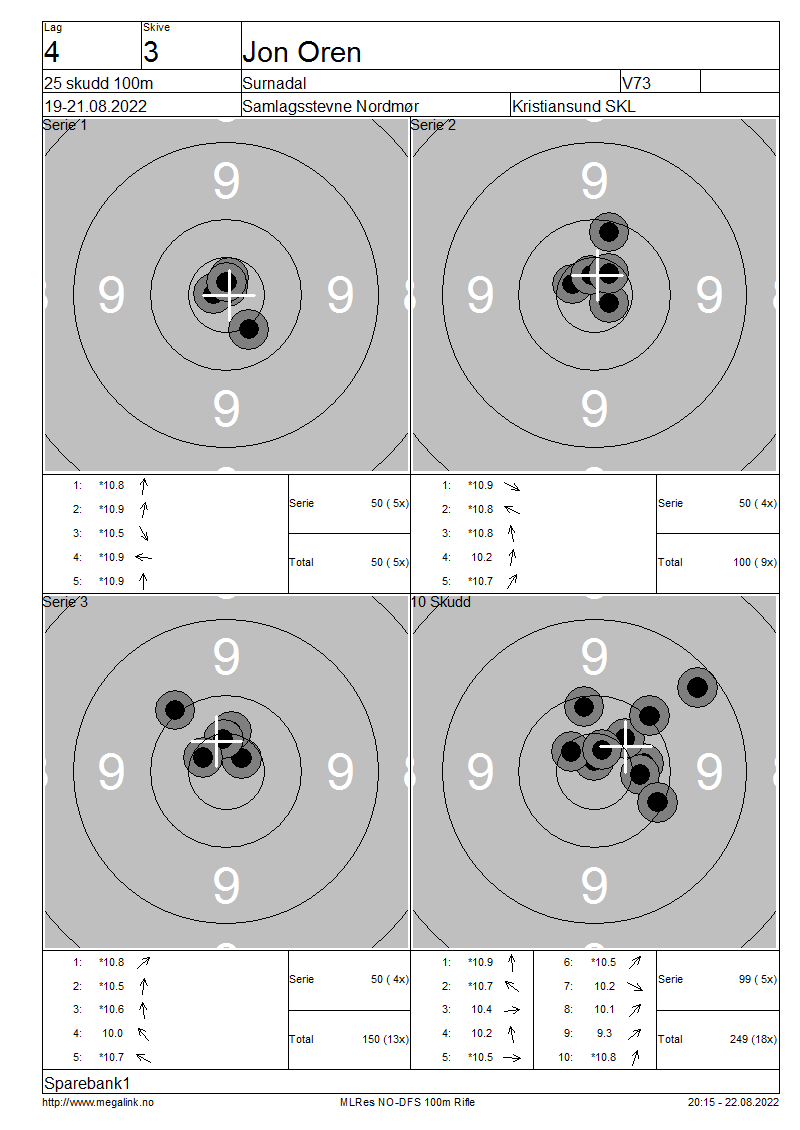 Lag Skive
4 3 Jon Oren
25 skudd 100m Surnadal V73
19-21.08.2022 Samlagsstevne Nordmør Kristiansund SKL
Serie 1
9
9 9
9
Serie 2
9
9 9
9
1: *10.8
2: *10.9
3: *10.5
4: *10.9
5: *10.9
Serie 50 ( 5x)
Total 50 ( 5x)
1: *10.9
2: *10.8
3: *10.8
4: 10.2
5: *10.7
Serie 50 ( 4x)
Total 100 ( 9x)
Serie 3
9
9 9
9
10 Skudd
9
9 9
9
1: *10.8
2: *10.5
3: *10.6
4: 10.0
5: *10.7
Serie 50 ( 4x)
Total 150 (13x)
1: *10.9
2: *10.7
3: 10.4
4: 10.2
5: *10.5
6: *10.5
7: 10.2
8: 10.1
9: 9.3
10: *10.8
Serie 99 ( 5x)
Total 249 (18x)
Sparebank1
http://www.megalink.no MLRes NO-DFS 100m Rifle 20:15 - 22.08.2022